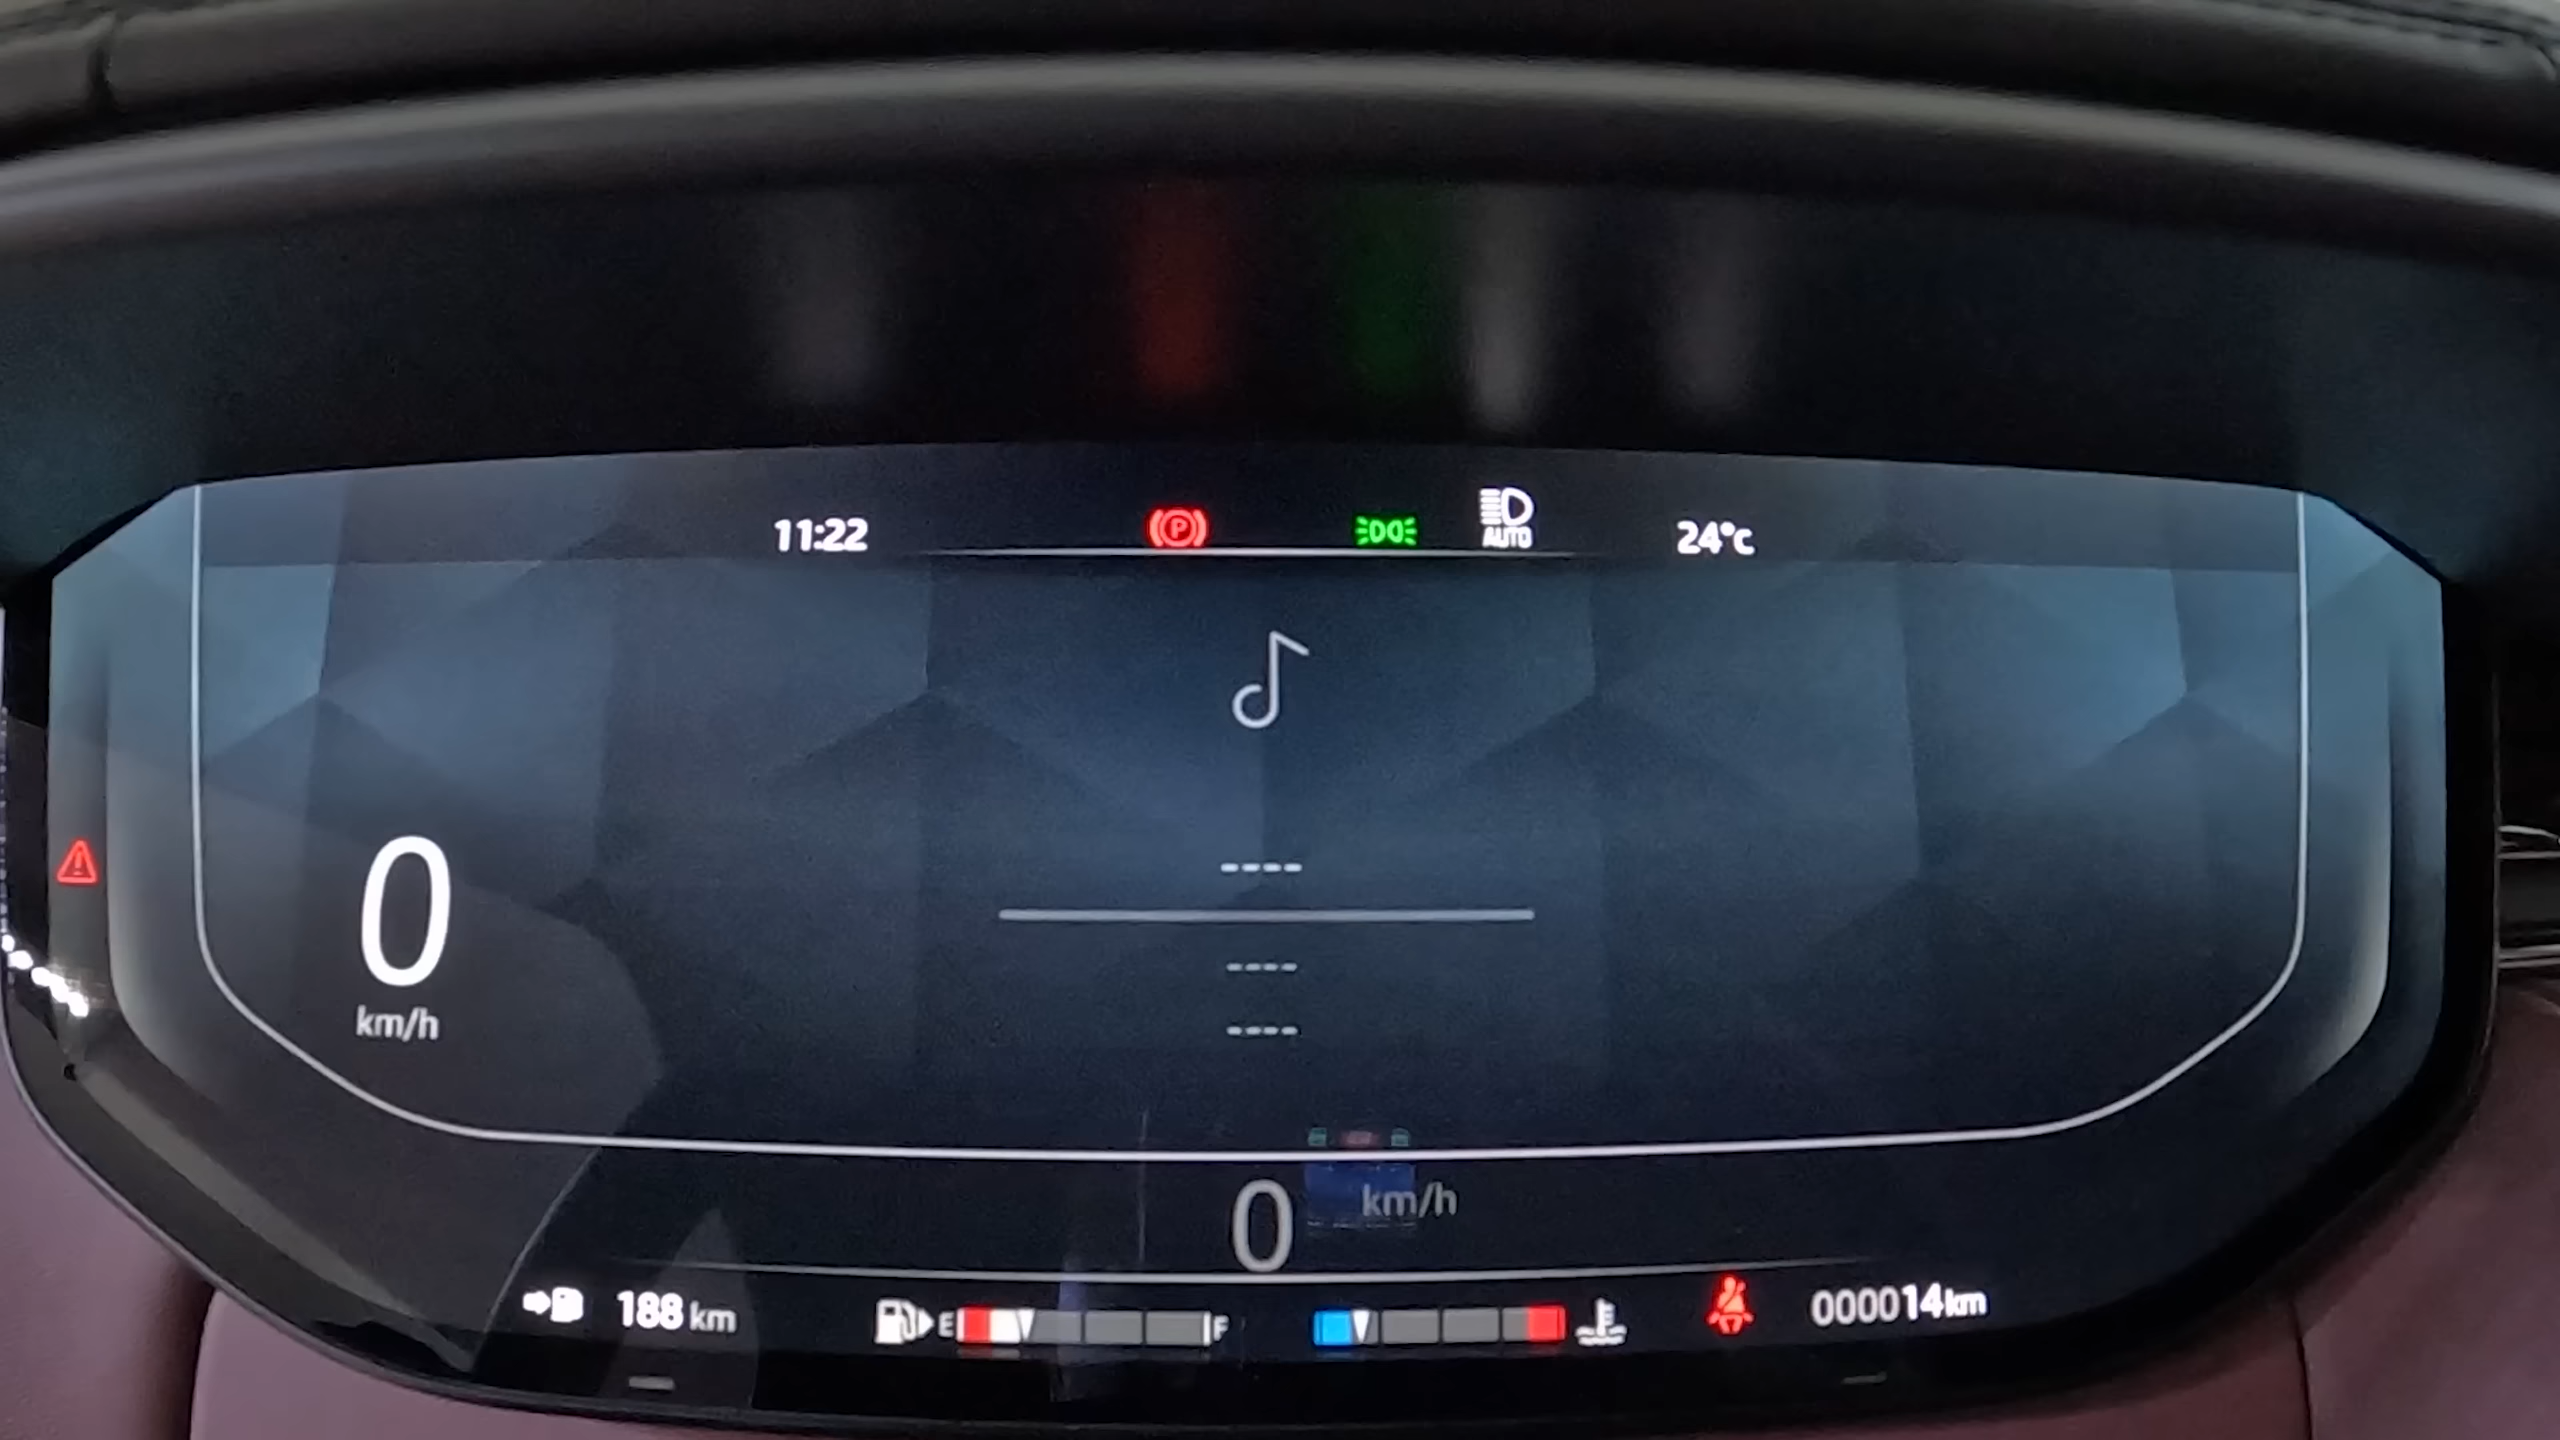 11:22
P
AUTO
24°c
----
0
km/h
----
----
0 km/h
188 km
E
F
000014km